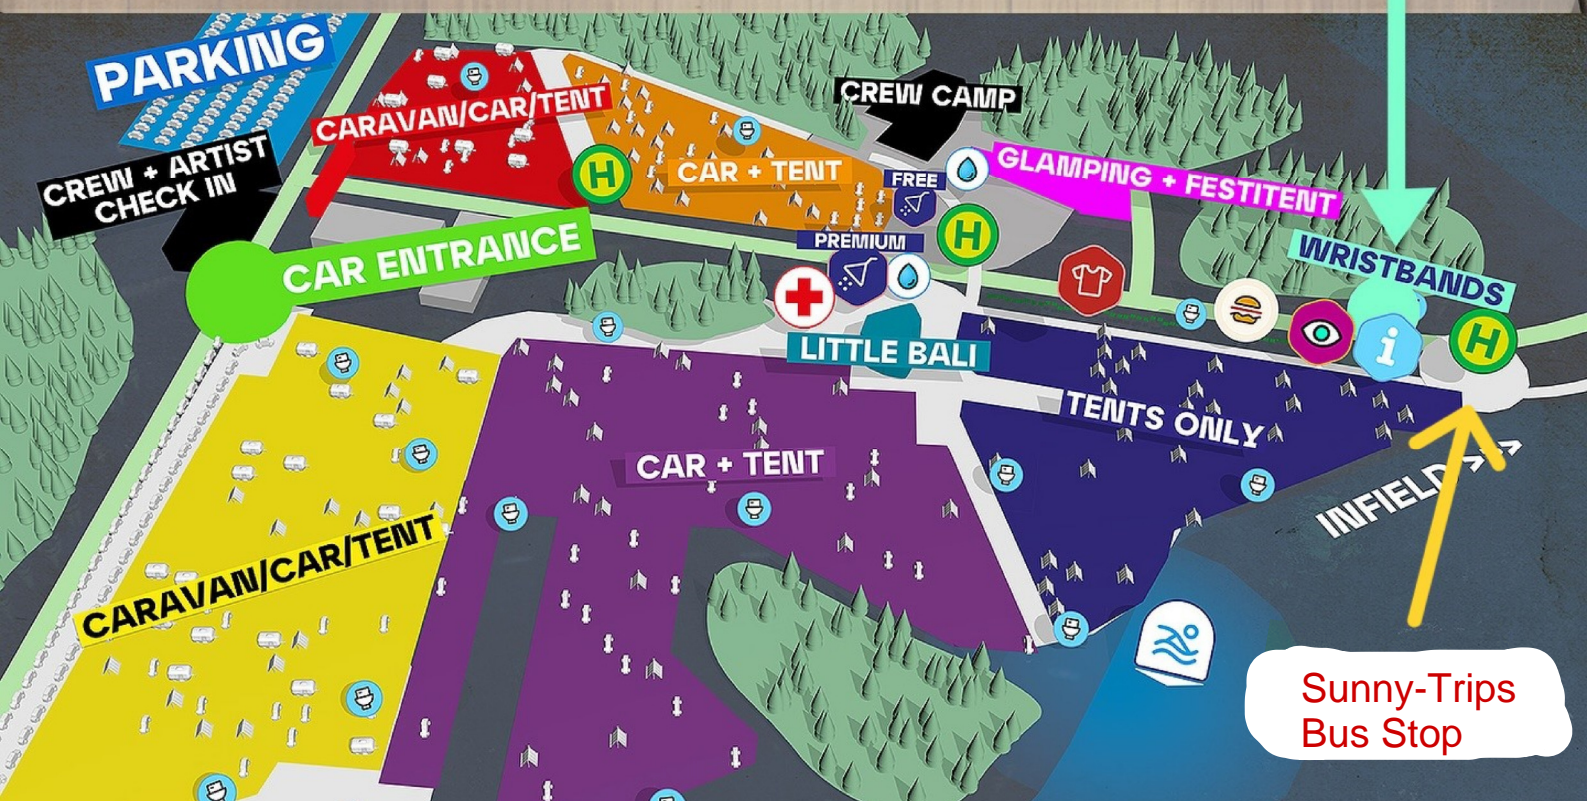 PARKING
CARAVAN/CAR/TENT
CREW CAMP
CREW + ARTIST
CHECK IN
H
CAR + TENT
FREE
GLAMPING + FESTITENT
PREMIUM
H
CAR ENTRANCE
WRISTBANDS
LITTLE BALI
i
H
TENTS ONLY
CAR + TENT
INFIELD >>>
CARAVAN/CAR/TENT
Sunny-Trips
Bus Stop